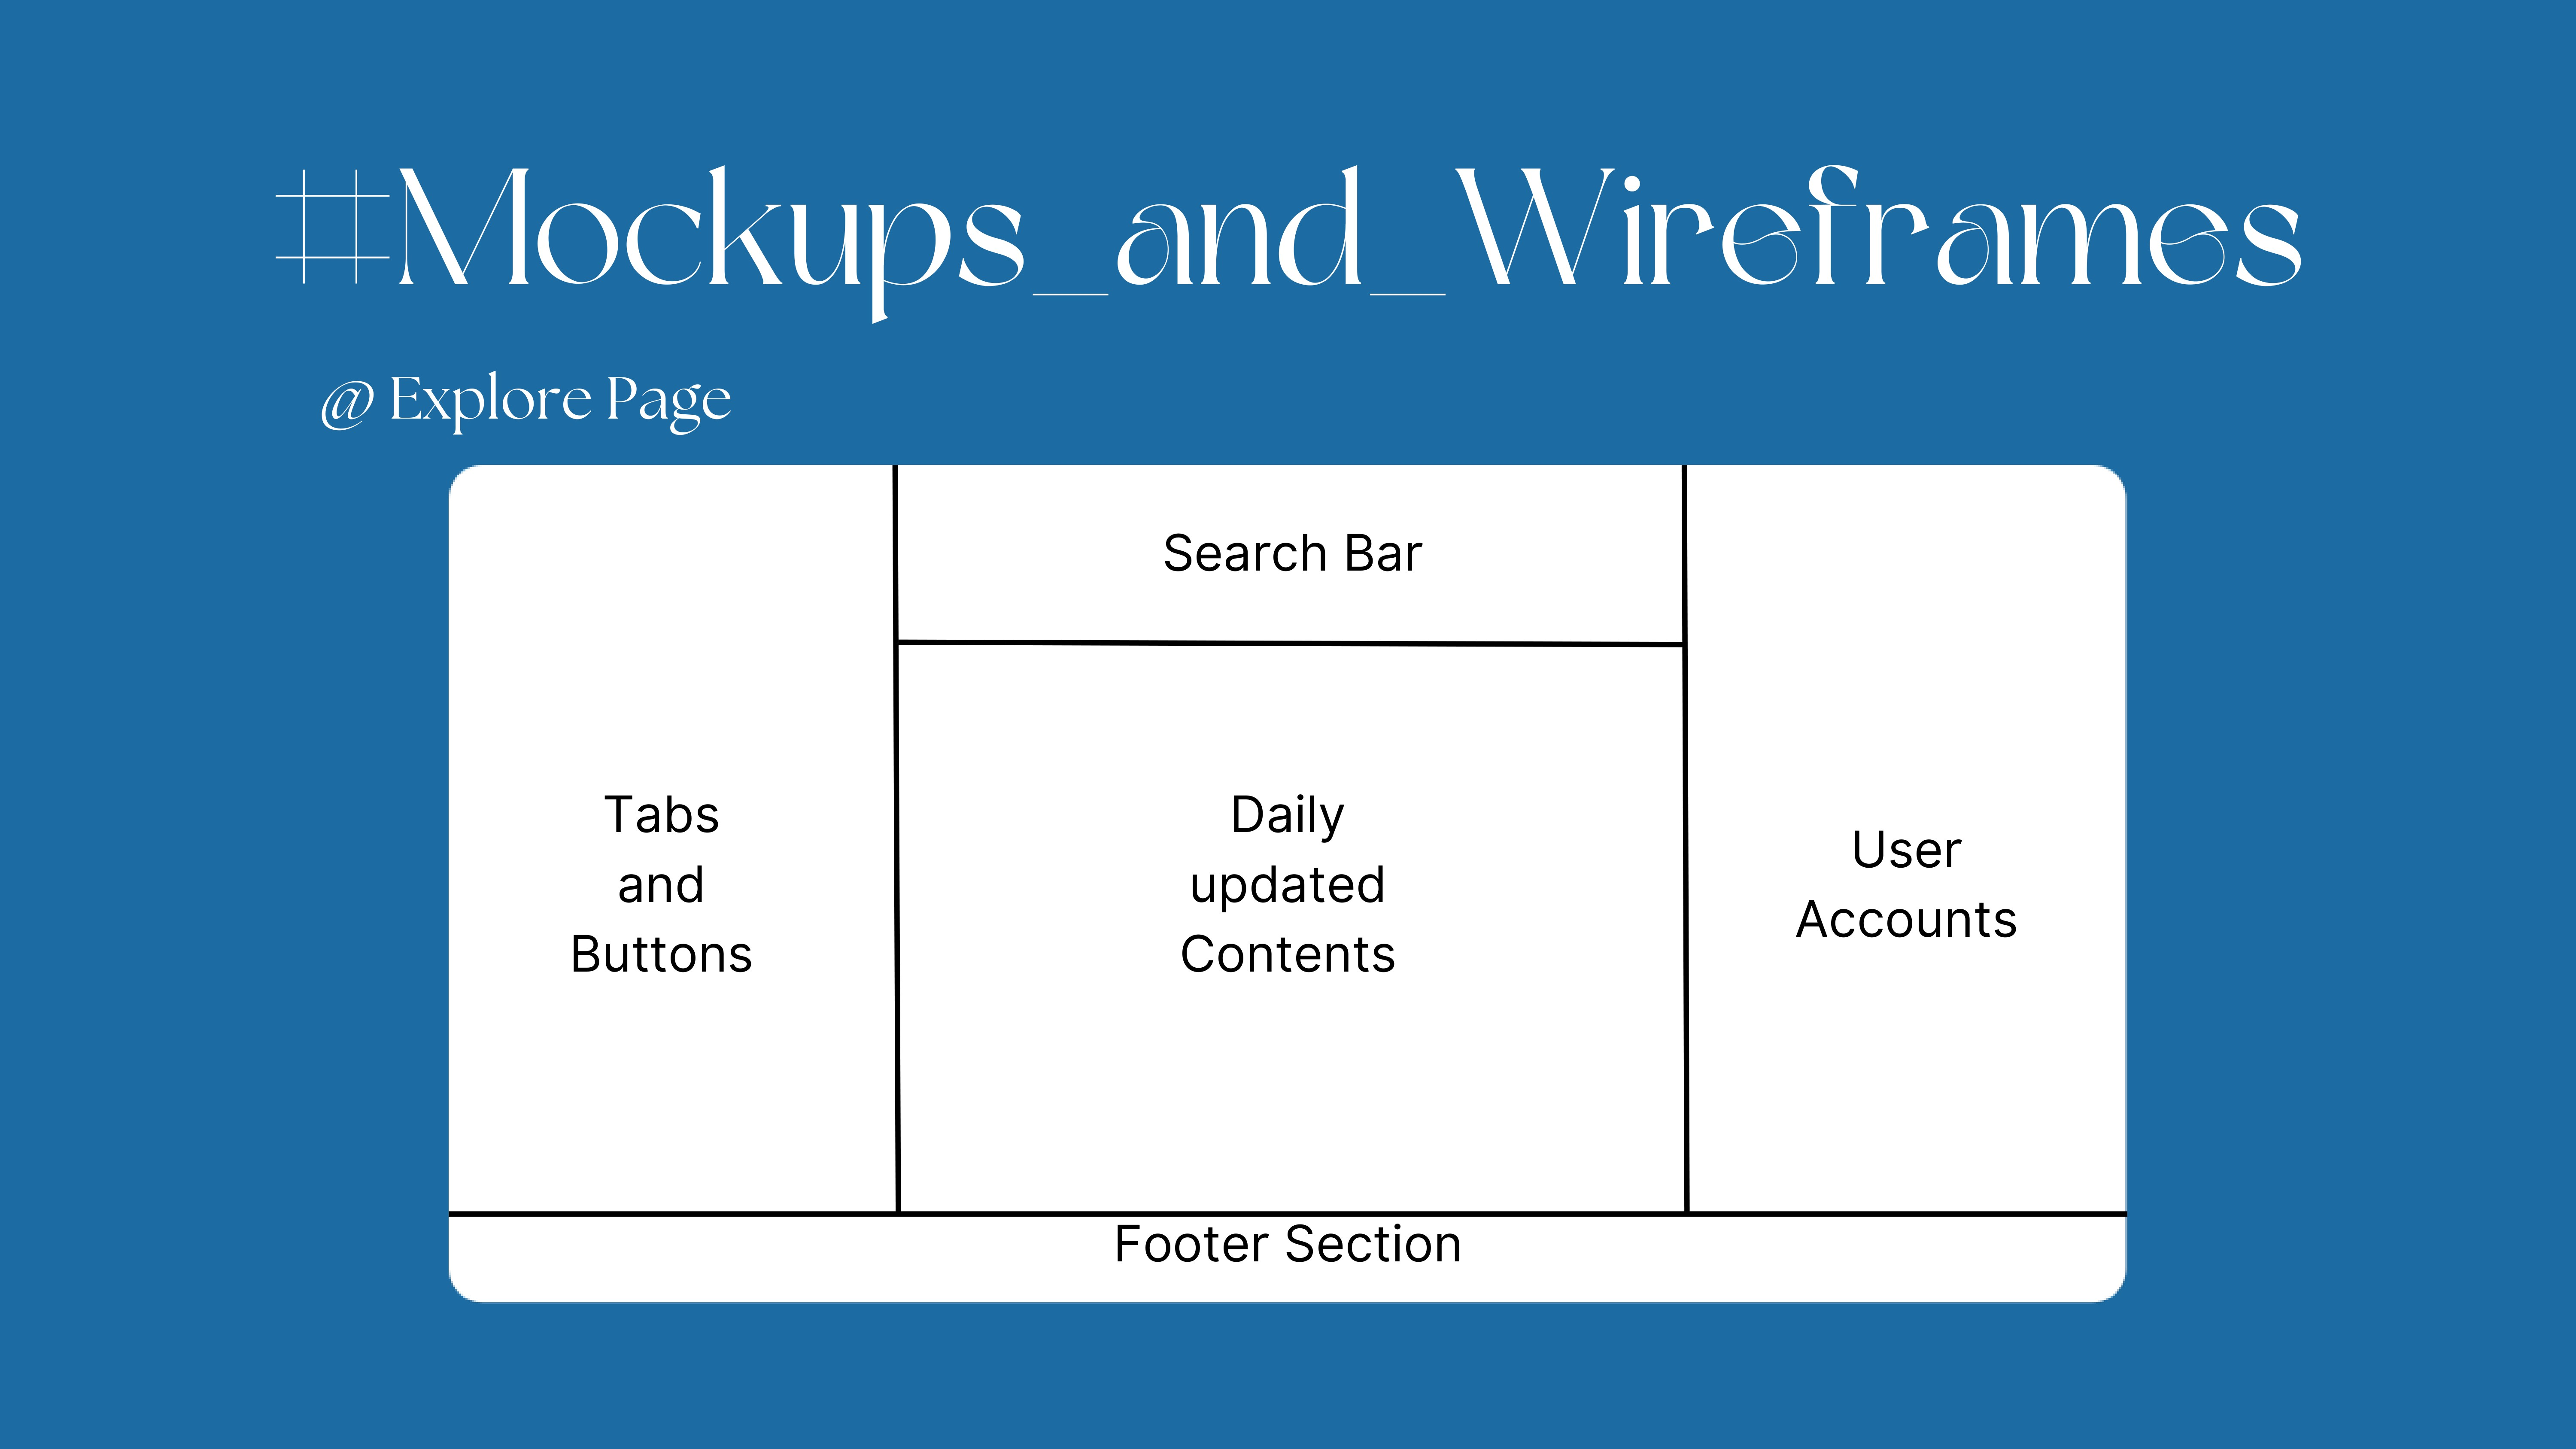 #Mockups_and_Wireframes
@ Explore Page
Search Bar
Tabs
and
Buttons
Daily
updated
Contents
User
Accounts
Footer Section